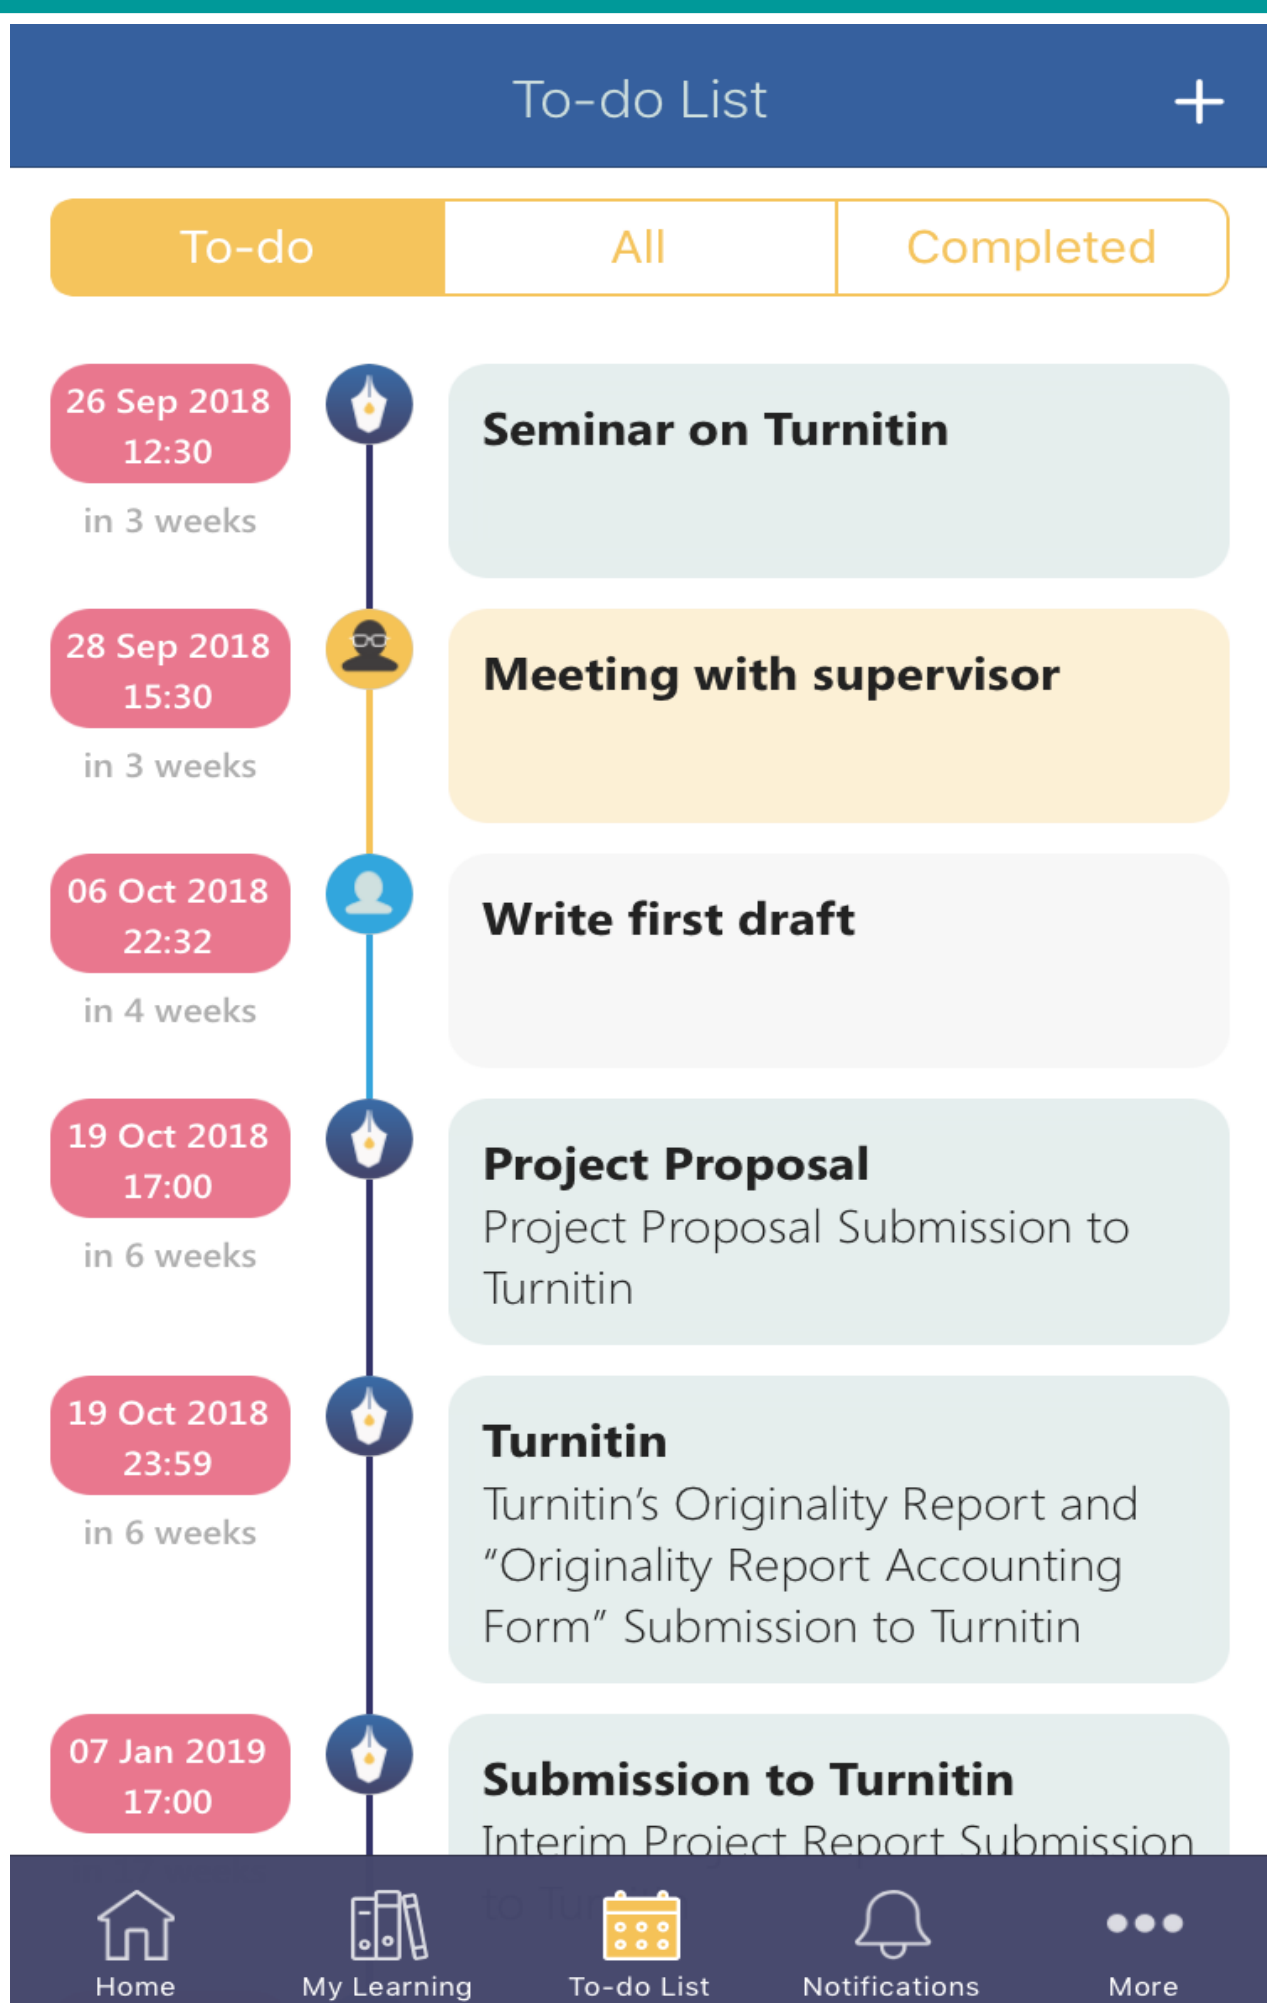 To-do List
To-do
All
Completed
26 Sep 2018
12:30
in 3 weeks
Seminar on Turnitin
28 Sep 2018
15:30
in 3 weeks
Meeting with supervisor
06 Oct 2018
22:32
in 4 weeks
Write first draft
19 Oct 2018
17:00
in 6 weeks
Project Proposal
Project Proposal Submission to
Turnitin
19 Oct 2018
23:59
in 6 weeks
Turnitin
Turnitin’s Originality Report and
“Originality Report Accounting
Form” Submission to Turnitin
07 Jan 2019
17:00
Submission to Turnitin
Interim Project Report Submission
Home
My Learning
To-do List
Notifications
More